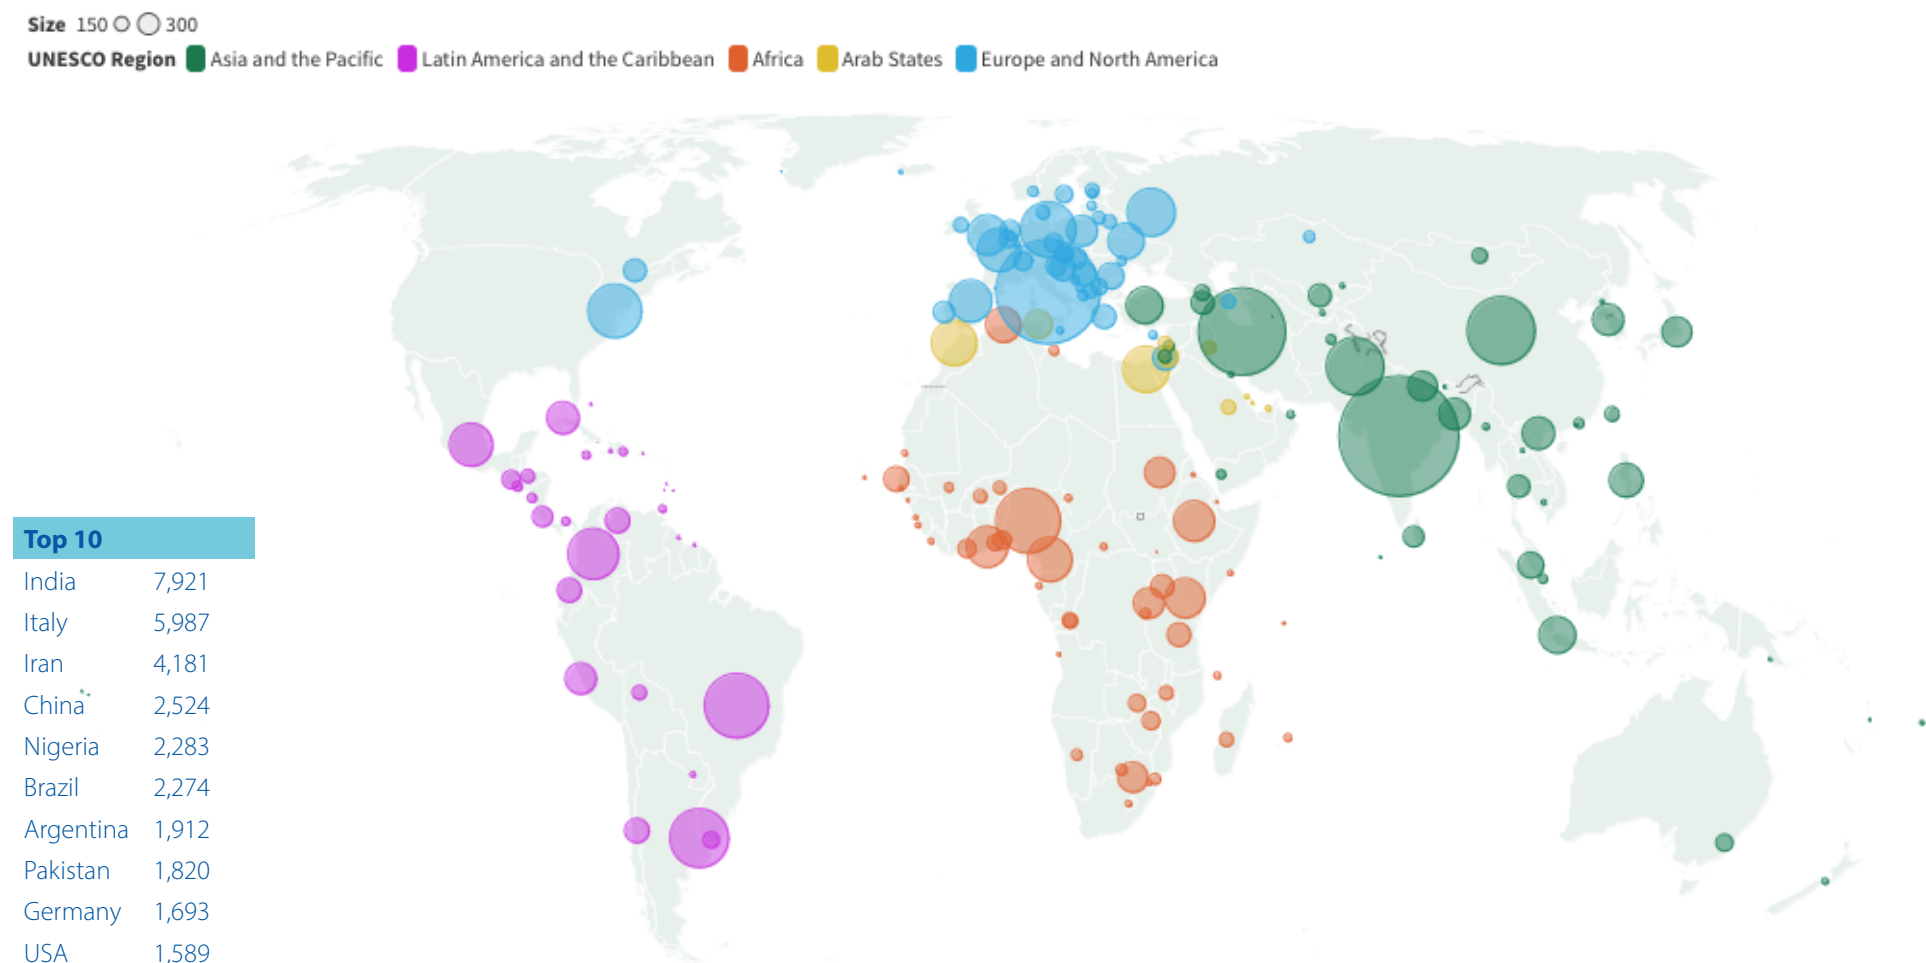 Size 150 300
UNESCO Region Asia and the Pacific Latin America and the Caribbean Africa Arab States Europe and North America
Top 10
India 7,921
Italy 5,987
Iran 4,181
China 2,524
Nigeria 2,283
Brazil 2,274
Argentina 1,912
Pakistan 1,820
Germany 1,693
USA 1,589